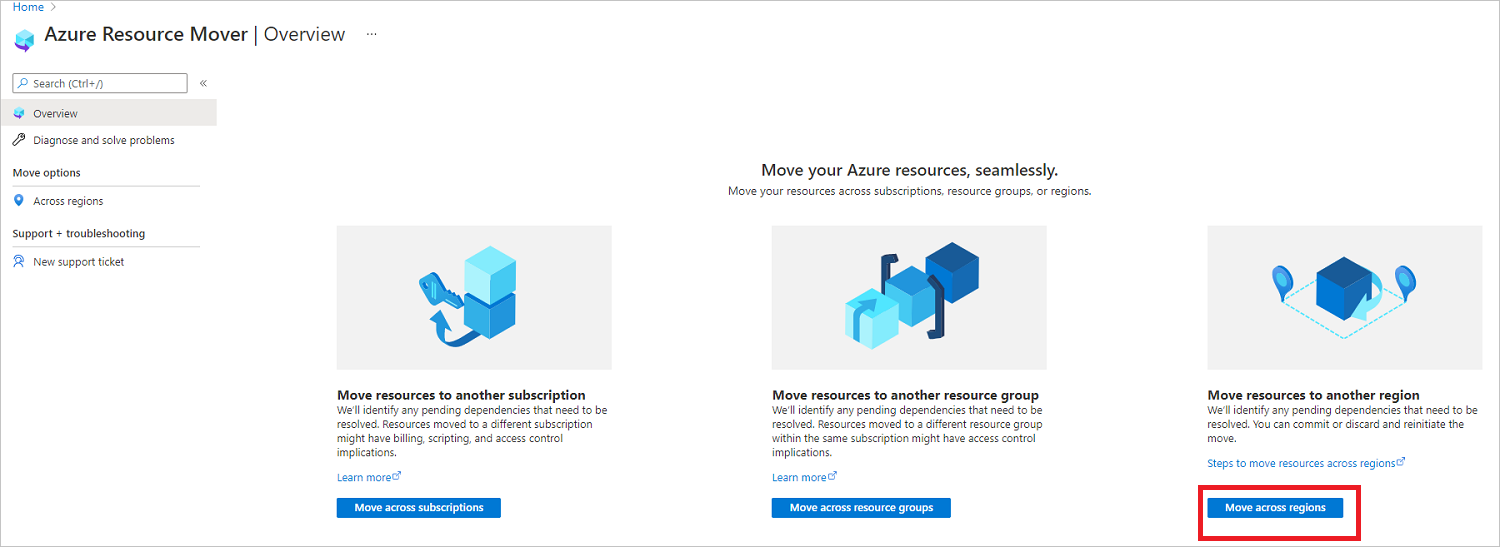 Home >
Azure Resource Mover | Overview ...
Search (Ctrl+/) «
Overview
Diagnose and solve problems
Move options
Across regions
Support + troubleshooting
New support ticket
Move your Azure resources, seamlessly.
Move your resources across subscriptions, resource groups, or regions.
Move resources to another subscription
We'll identify any pending dependencies that need to be
resolved. Resources moved to a different subscription
might have billing, scripting, and access control
implications.
Learn more
Move across subscriptions
Move resources to another resource group
We'll identify any pending dependencies that need to be
resolved. Resources moved to a different resource group
within the same subscription might have access control
implications.
Learn more
Move across resource groups
Move resources to another region
We'll identify any pending dependencies that need to be
resolved. You can commit or discard and reinitiate the
move.
Steps to move resources across regions
Move across regions